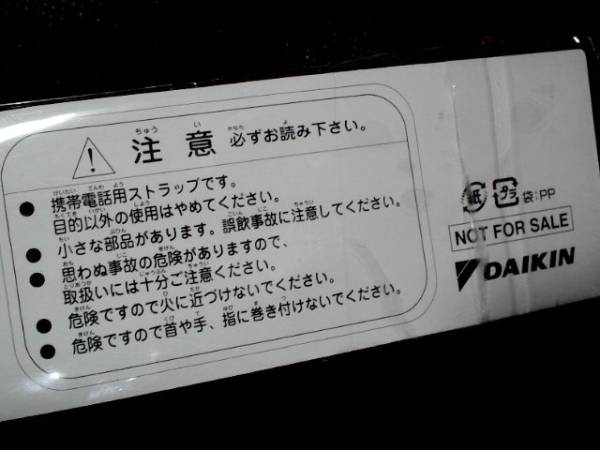 注意 必ずお読み下さい。
● 携帯電話用ストラップです。
目的以外の使用はやめてください。
● 小さな部品があります。誤飲事故に注意してください。
● 思わぬ事故の危険がありますので、
取扱いには十分ご注意ください。
● 危険ですので火に近づけないでください。
● 危険ですので首や手、指に巻き付けないでください。
紙 プラ 袋:PP
NOT FOR SALE
DAIKIN